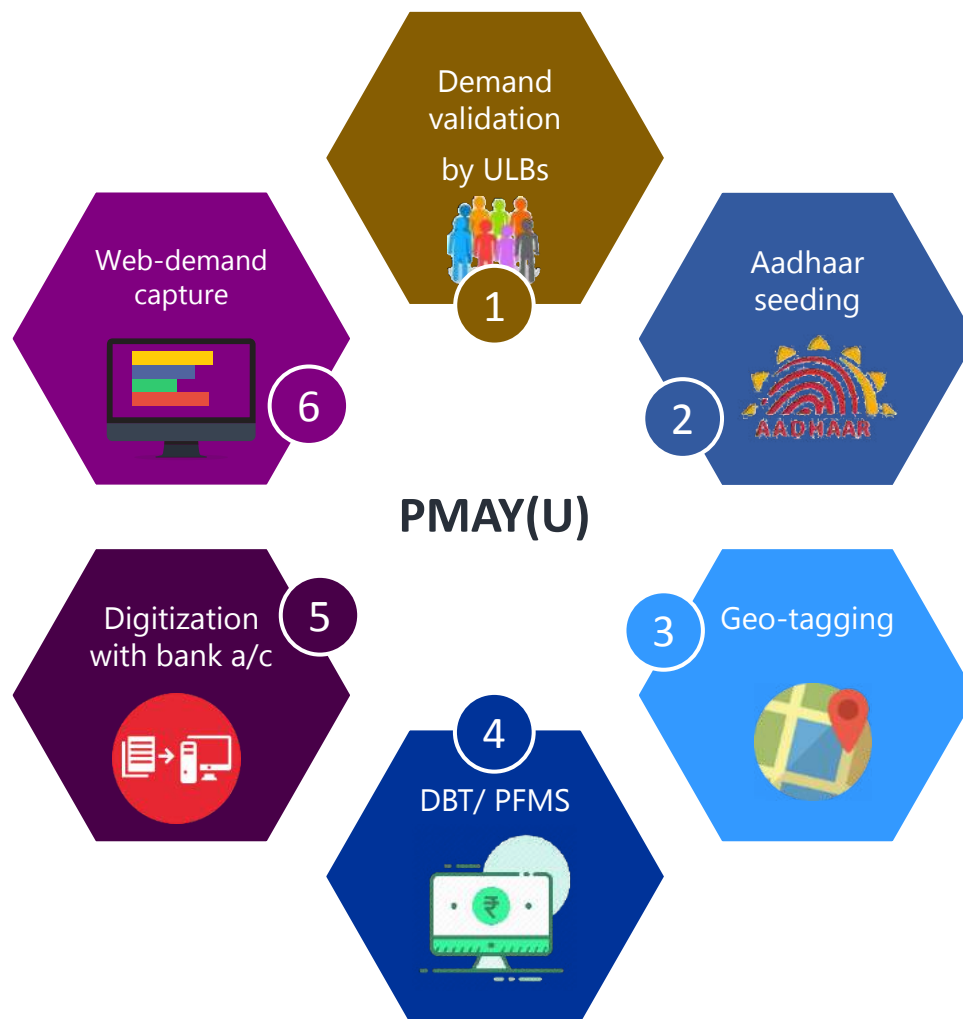 Demand
validation
by ULBs
1
Aadhaar
seeding
2
AADHAAR
3
Geo-tagging
4
DBT/ PFMS
₹
5
Digitization
with bank a/c
Web-demand
capture
6
PMAY(U)